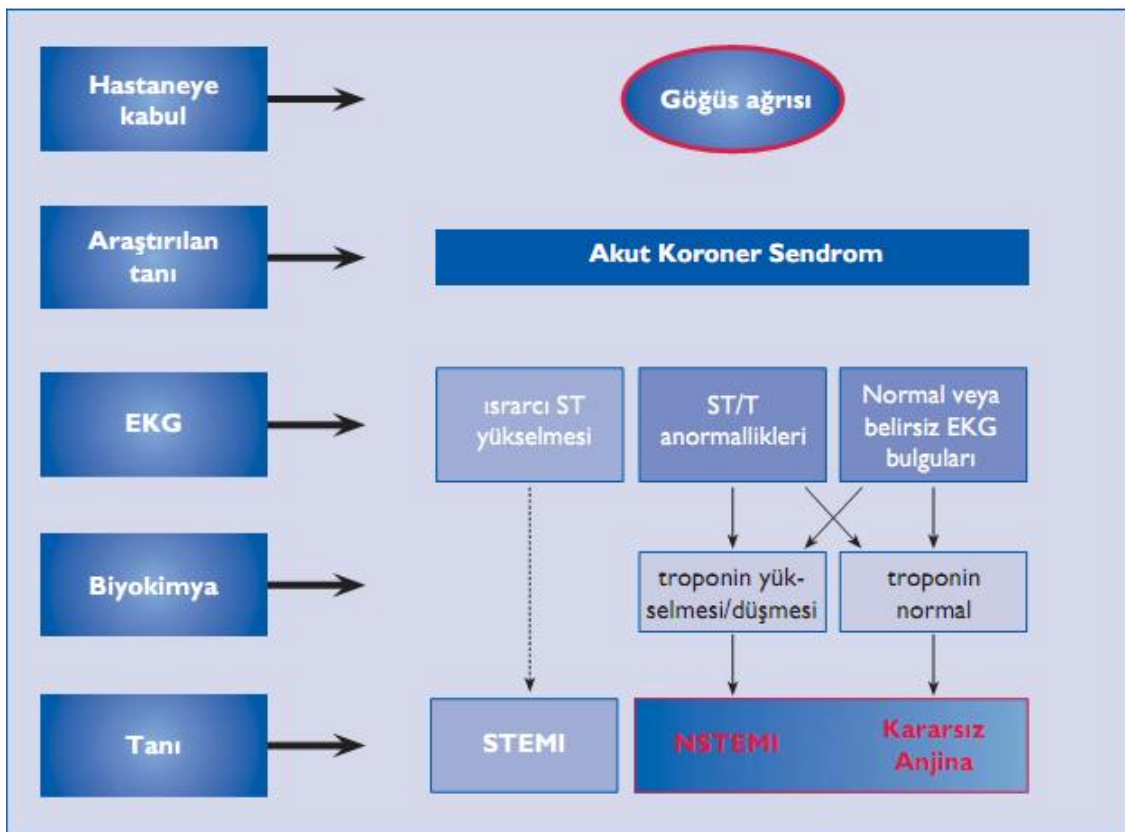 Hastaneye
kabul
Göğüs ağrısı
Araştırılan
tanı
Akut Koroner Sendrom
EKG
ısrarcı ST
yükselmesi
ST/T
anormallikleri
Normal veya
belirsiz EKG
bulguları
Biyokimya
troponin yük-
selmesi/düşmesi
troponin
normal
Tanı
STEMI
NSTEMI
Kararsız
Anjina